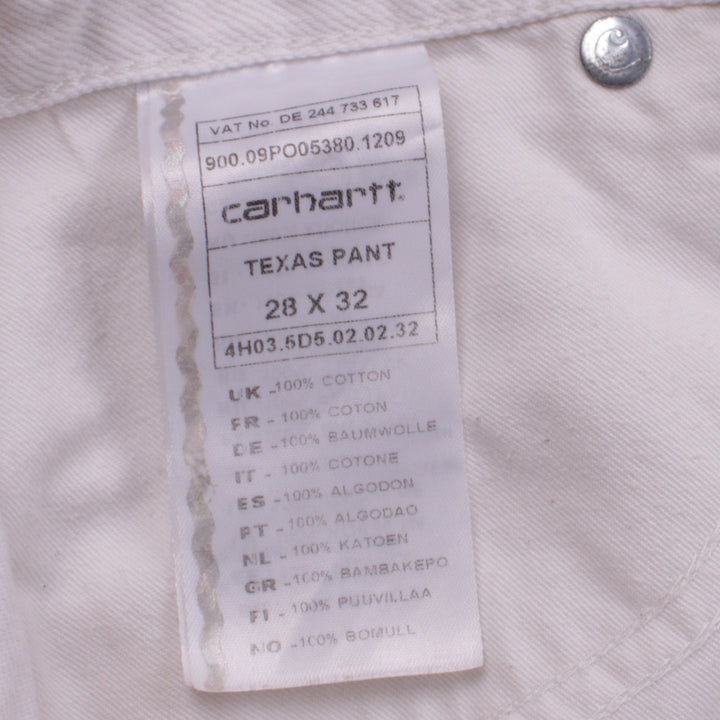 VAT No. DE 244 733 617
900.09PO05380.1209
carhartt
TEXAS PANT
28 X 32
4H03.5D5.02.02.32
UK -100% COTTON
FR - 100% COTON
DE -100% BAUMWOLLE
IT - 100% COTONE
ES - 100% ALGODON
PT - 100% ALGODAO
NL - 100% KATOEN
GR -100% BAMBAKEPO
FI - 100% PUUVILLAA
NO -100% BOMULL